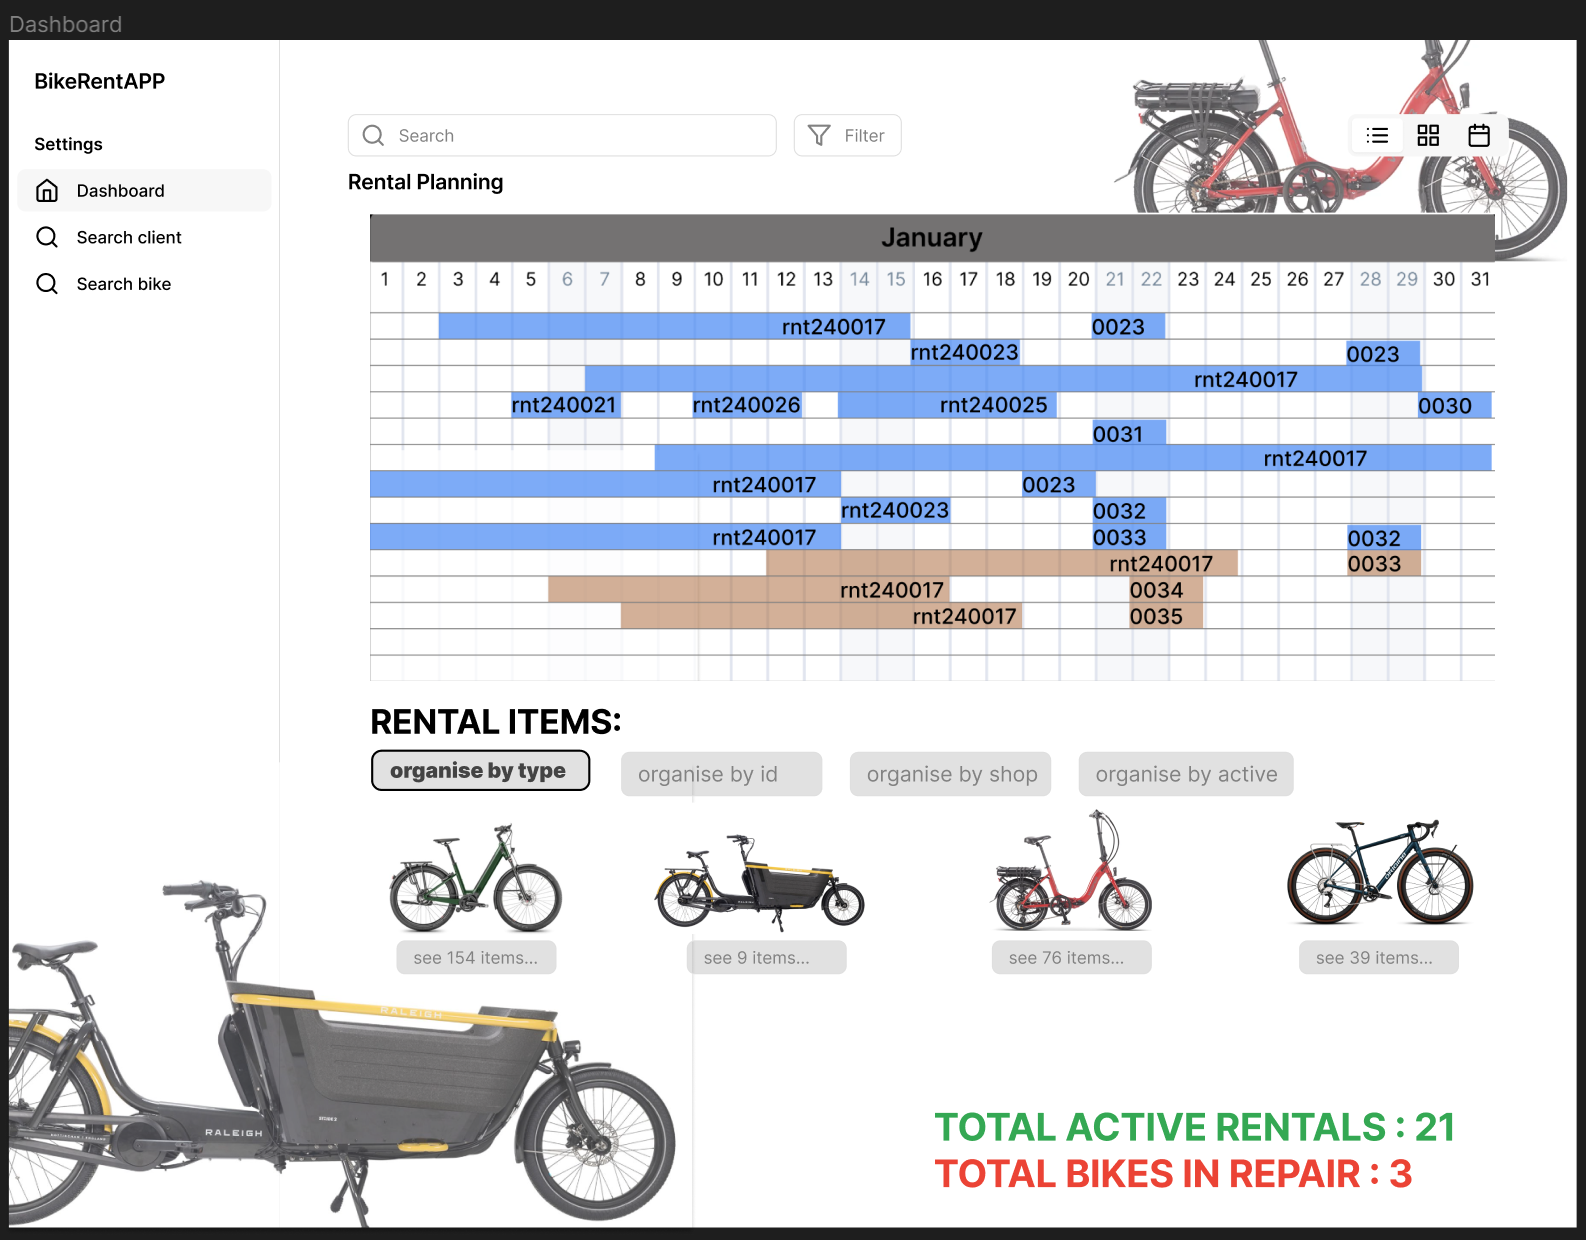 Dashboard
BikeRentAPP
Settings
Dashboard
Search client
Search bike
Search
Filter
Rental Planning
January
1 2 3 4 5 6 7 8 9 10 11 12 13 14 15 16 17 18 19 20 21 22 23 24 25 26 27 28 29 30 31
rnt240017 0023
rnt240023 0023
rnt240017
rnt240021 rnt240026 rnt240025 0030
0031
rnt240017
rnt240017 0023
rnt240023 0032
rnt240017 0033 0032
rnt240017 0033
rnt240017 0034
rnt240017 0035
RENTAL ITEMS:
organise by type organise by id organise by shop organise by active
see 154 items... see 9 items... see 76 items... see 39 items...
RALEIGH
RALEIGH
TOTAL ACTIVE RENTALS : 21
TOTAL BIKES IN REPAIR : 3